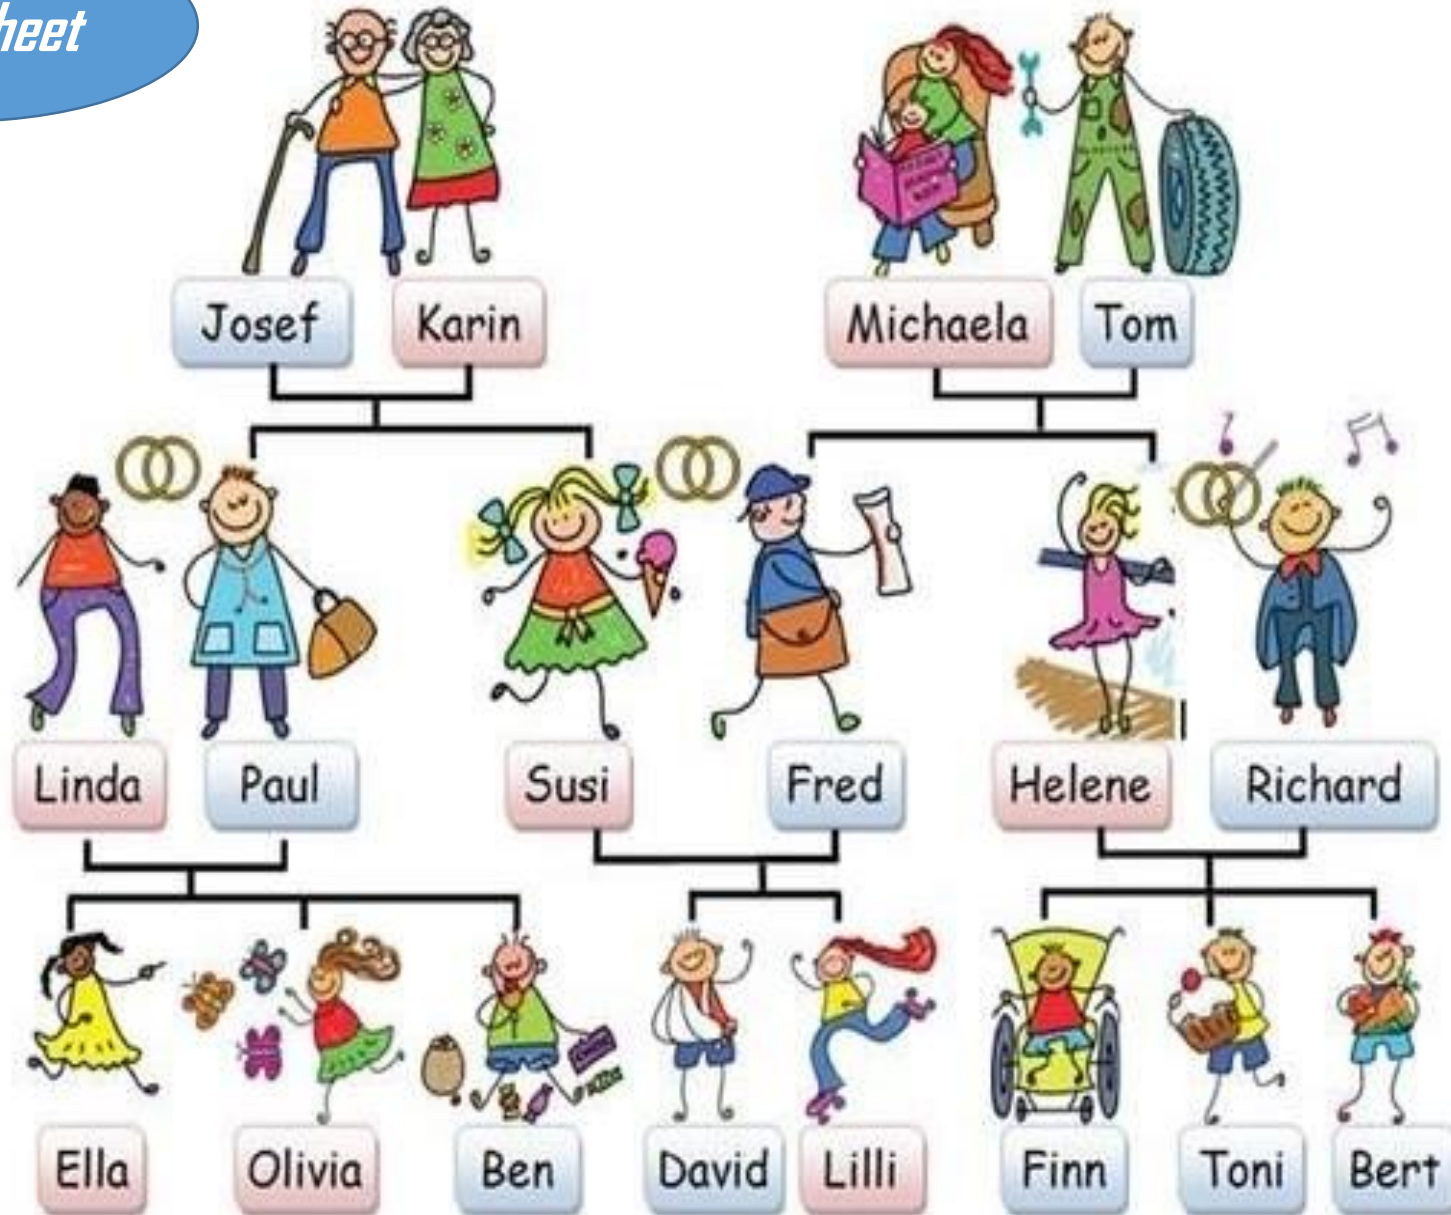 heet
Josef Karin Michaela Tom
Linda Paul Susi Fred Helene Richard
Ella Olivia Ben David Lilli Finn Toni Bert